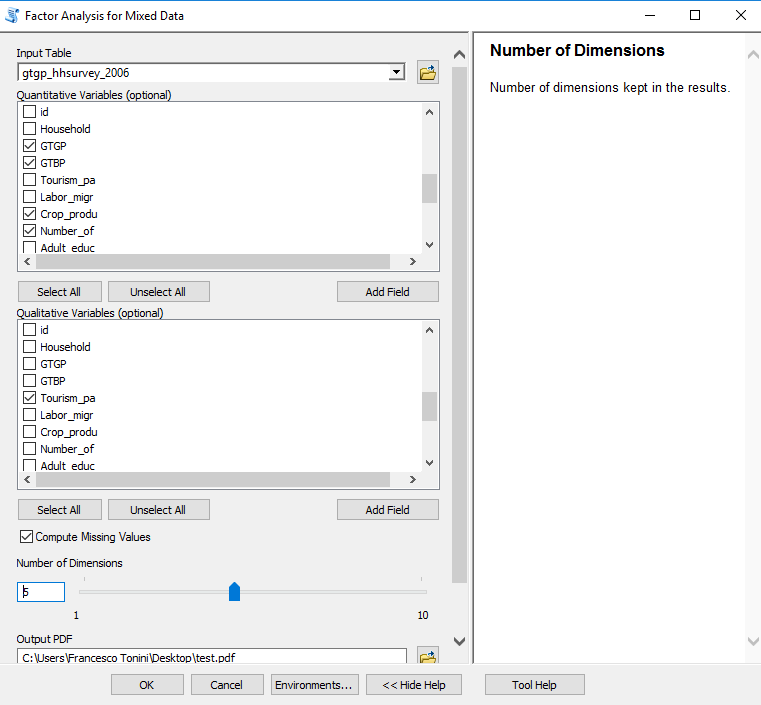 Factor Analysis for Mixed Data
Input Table
gtgp_hhsurvey_2006
Quantitative Variables (optional)
id
Household
GTGP
GTBP
Tourism_pa
Labor_migr
Crop_produ
Number_of
Adult_educ
Select All
Unselect All
Add Field
Qualitative Variables (optional)
id
Household
GTGP
GTBP
Tourism_pa
Labor_migr
Crop_produ
Number_of
Adult_educ
Select All
Unselect All
Add Field
Compute Missing Values
Number of Dimensions
5
1
10
Output PDF
C:\Users\Francesco Tonini\Desktop\test.pdf
OK
Cancel
Environments...
<< Hide Help
Tool Help
Number of Dimensions
Number of dimensions kept in the results.